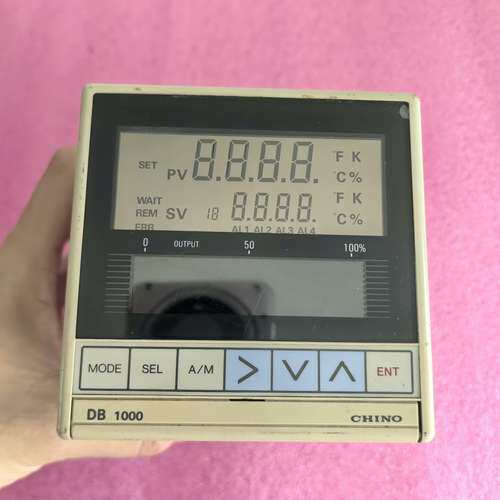 SET PV 8.8.8.8. °F K
°C %
WAIT
REM SV 18 8.8.8.8. °F K
ERR °C %
AL1 AL2 AL3 AL4
0 OUTPUT 50 100%
MODE SEL A/M > ∨ ∧ ENT
DB 1000 CHINO